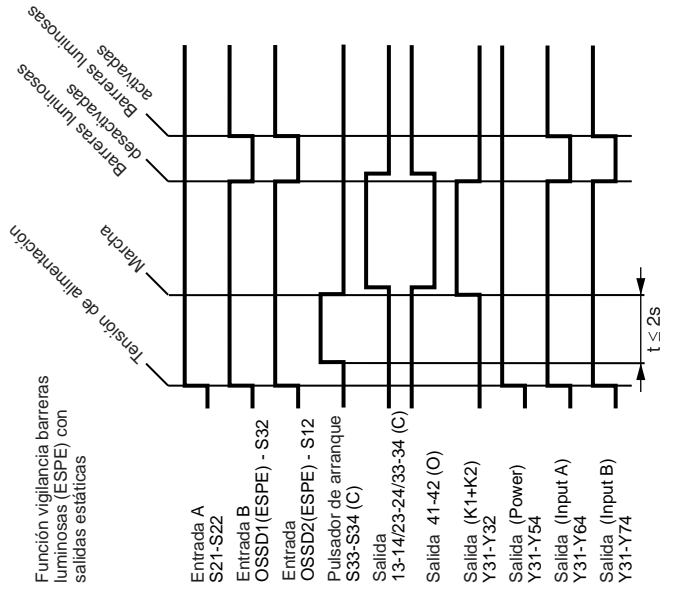 Función vigilancia barreras
luminosas (ESPE) con
salidas estáticas
Tensión de alimentación
Marcha
Barreras luminosas
desactivadas
Barreras luminosas
activadas
Entrada A
S21-S22
Entrada B
OSSD1(ESPE) - S32
Entrada
OSSD2(ESPE) - S12
Pulsador de arranque
S33-S34 (C)
Salida
13-14/23-24/33-34 (C)
Salida 41-42 (O)
Salida (K1+K2)
Y31-Y32
Salida (Power)
Y31-Y54
Salida (Input A)
Y31-Y64
Salida (Input B)
Y31-Y74
t ≤ 2s